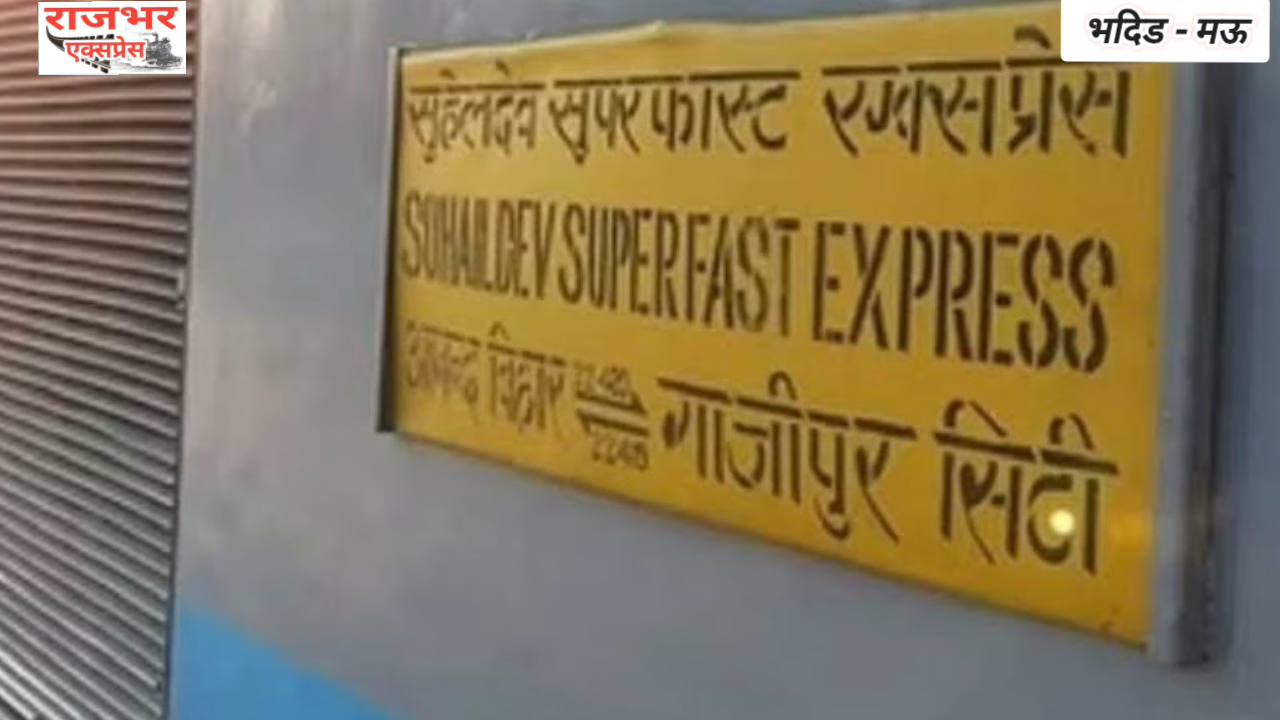 राजभर
एक्सप्रेस
भदिड - मऊ
सुहेलदेव सुपर फास्ट एक्सप्रेस
SUHAILDEV SUPER FAST EXPRESS
आनन्द विहार गाजीपुर सिटी